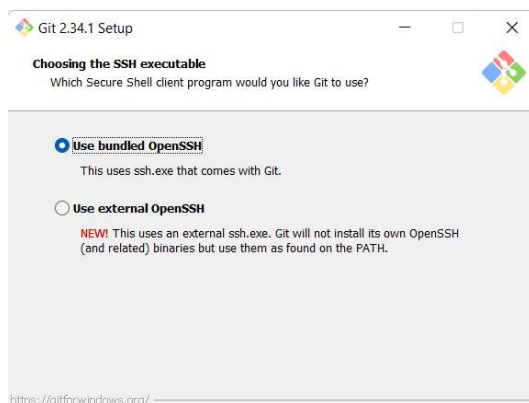 Git 2.34.1 Setup
Choosing the SSH executable
Which Secure Shell client program would you like Git to use?
Use bundled OpenSSH
This uses ssh.exe that comes with Git.
Use external OpenSSH
NEW! This uses an external ssh.exe. Git will not install its own OpenSSH
(and related) binaries but use them as found on the PATH.
https://gitforwindows.org/